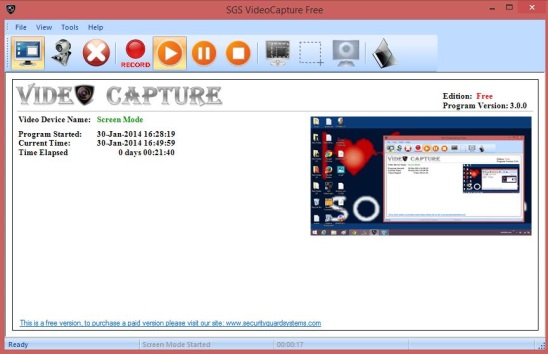 SGS VideoCapture Free
File View Tools Help
RECORD
VIDEO CAPTURE
Edition: Free
Program Version: 3.0.0
Video Device Name: Screen Mode
Program Started: 30-Jan-2014 16:28:19
Current Time: 30-Jan-2014 16:49:59
Time Elapsed 0 days 00:21:40
VIDEO CAPTURE
SO
This is a free version, to purchase a paid version please visit our site: www.securityguardsystems.com
Ready Screen Mode Started 00:00:17